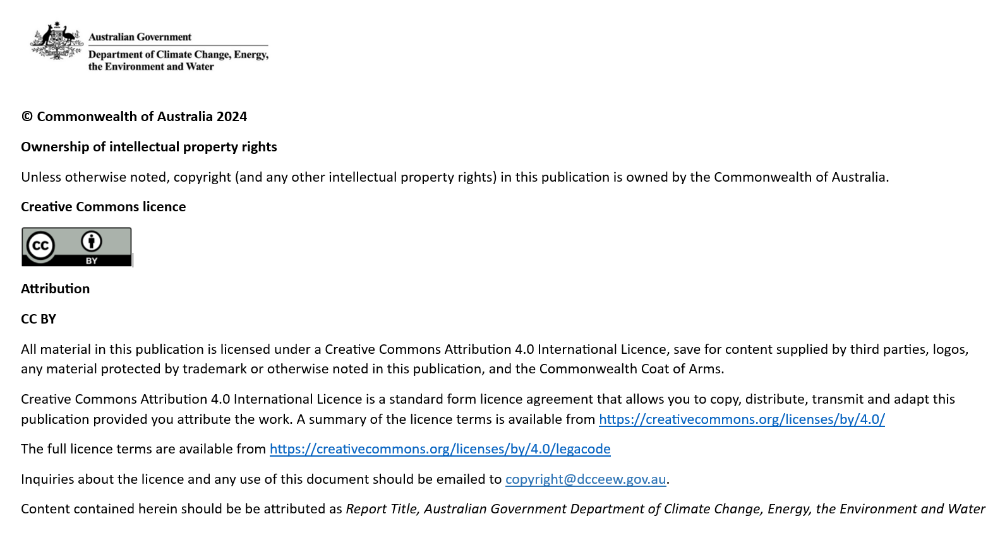 Australian Government
Department of Climate Change, Energy,
the Environment and Water
© Commonwealth of Australia 2024
Ownership of intellectual property rights
Unless otherwise noted, copyright (and any other intellectual property rights) in this publication is owned by the Commonwealth of Australia.
Creative Commons licence
CC
BY
Attribution
CC BY
All material in this publication is licensed under a Creative Commons Attribution 4.0 International Licence, save for content supplied by third parties, logos,
any material protected by trademark or otherwise noted in this publication, and the Commonwealth Coat of Arms.
Creative Commons Attribution 4.0 International Licence is a standard form licence agreement that allows you to copy, distribute, transmit and adapt this
publication provided you attribute the work. A summary of the licence terms is available from https://creativecommons.org/licenses/by/4.0/
The full licence terms are available from https://creativecommons.org/licenses/by/4.0/legacode
Inquiries about the licence and any use of this document should be emailed to copyright@dcceew.gov.au.
Content contained herein should be be attributed as Report Title, Australian Government Department of Climate Change, Energy, the Environment and Water